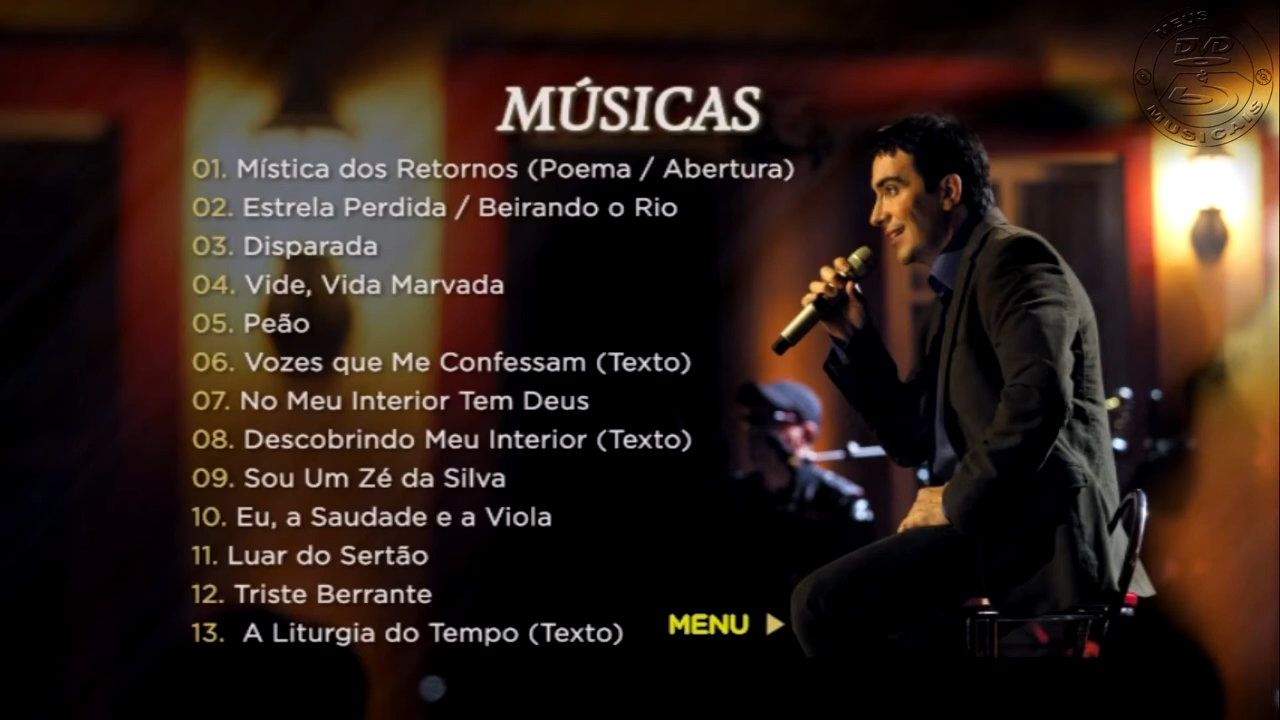 MEUS
DVD
&
MUSICAIS
MÚSICAS
01. Mística dos Retornos (Poema / Abertura)
02. Estrela Perdida / Beirando o Rio
03. Disparada
04. Vide, Vida Marvada
05. Peão
06. Vozes que Me Confessam (Texto)
07. No Meu Interior Tem Deus
08. Descobrindo Meu Interior (Texto)
09. Sou Um Zé da Silva
10. Eu, a Saudade e a Viola
11. Luar do Sertão
12. Triste Berrante
13. A Liturgia do Tempo (Texto)
MENU